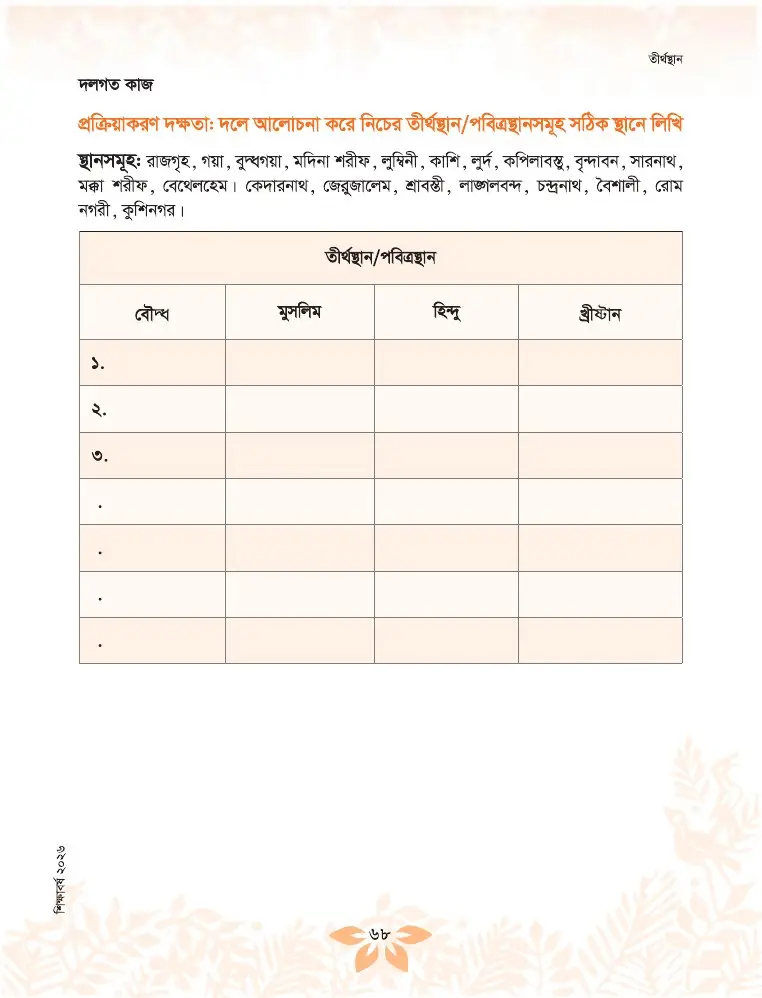 তীর্থস্থান
দলগত কাজ
প্রক্রিয়াকরণ দক্ষতা: দলে আলোচনা করে নিচের তীর্থস্থান/পবিত্রস্থানসমূহ সঠিক স্থানে লিখি
স্থানসমূহ: রাজগৃহ, গয়া, বুদ্ধগয়া, মদিনা শরীফ, লুম্বিনী, কাশি, লুর্দ, কপিলাবস্তু, বৃন্দাবন, সারনাথ,
মক্কা শরীফ, বেথেলহেম। কেদারনাথ, জেরুজালেম, শ্রাবস্তী, লাঙ্গলবন্দ, চন্দ্রনাথ, বৈশালী, রোম
নগরী, কুশিনগর।
তীর্থস্থান/পবিত্রস্থান
বৌদ্ধ মুসলিম হিন্দু খ্রীষ্টান
১.
২.
৩.
.
.
.
.
শিক্ষাবর্ষ ২০২৬
৬৮